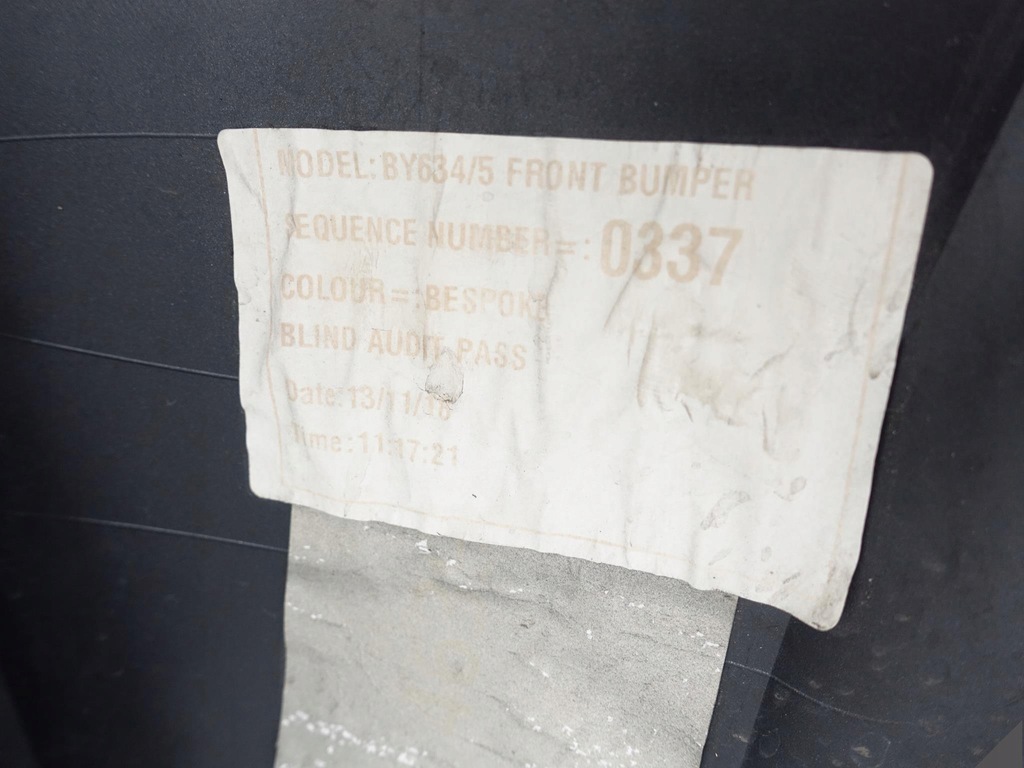 MODEL: BY634/5 FRONT BUMPER
SEQUENCE NUMBER=: 0337
COLOUR=:BESPOKE
BLIND AUDIT PASS
Date: 13/11/16
Time:11:17:21